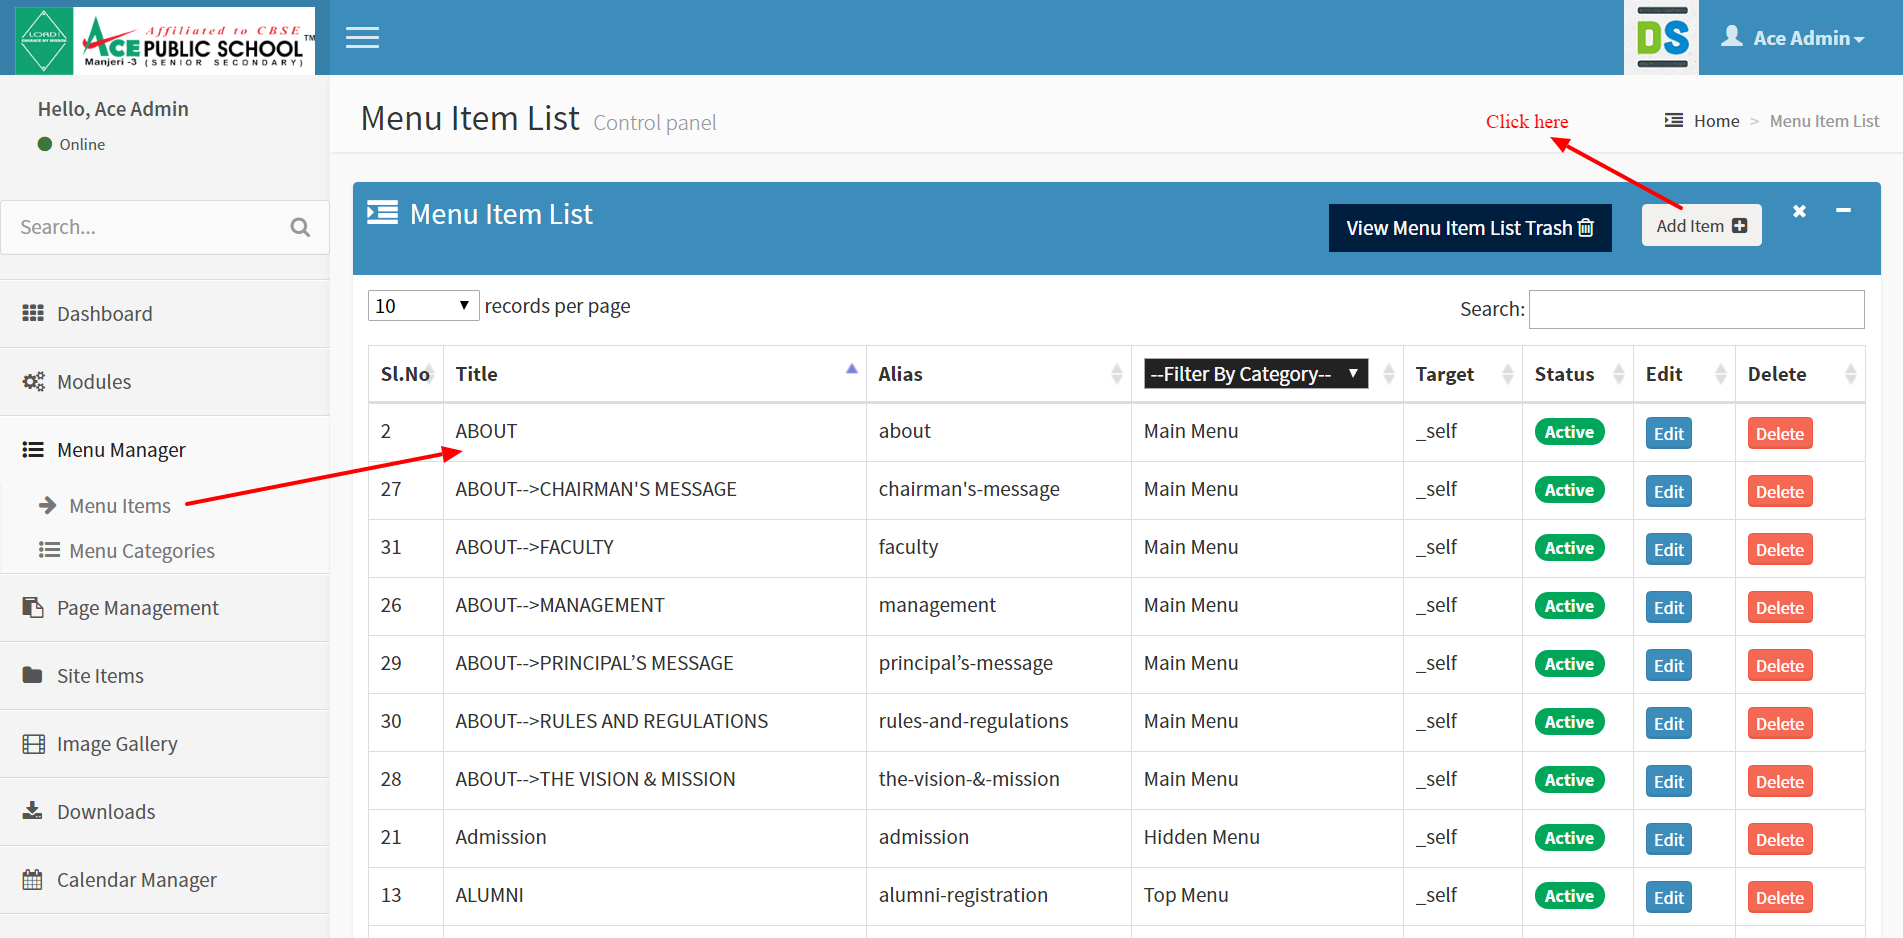 LORD!
ENHANCE MY WISDOM
Affiliated to CBSE
ACE PUBLIC SCHOOL TM
Manjeri -3 (SENIOR SECONDARY)
DS
Ace Admin
Hello, Ace Admin
Online
Search...
Dashboard
Modules
Menu Manager
Menu Items
Menu Categories
Page Management
Site Items
Image Gallery
Downloads
Calendar Manager
Menu Item List Control panel
Click here
Home > Menu Item List
Menu Item List
View Menu Item List Trash
Add Item
10 records per page
Search:
Sl.No Title Alias --Filter By Category-- Target Status Edit Delete
2 ABOUT about Main Menu _self Active Edit Delete
27 ABOUT-->CHAIRMAN'S MESSAGE chairman's-message Main Menu _self Active Edit Delete
31 ABOUT-->FACULTY faculty Main Menu _self Active Edit Delete
26 ABOUT-->MANAGEMENT management Main Menu _self Active Edit Delete
29 ABOUT-->PRINCIPAL’S MESSAGE principal’s-message Main Menu _self Active Edit Delete
30 ABOUT-->RULES AND REGULATIONS rules-and-regulations Main Menu _self Active Edit Delete
28 ABOUT-->THE VISION & MISSION the-vision-&-mission Main Menu _self Active Edit Delete
21 Admission admission Hidden Menu _self Active Edit Delete
13 ALUMNI alumni-registration Top Menu _self Active Edit Delete